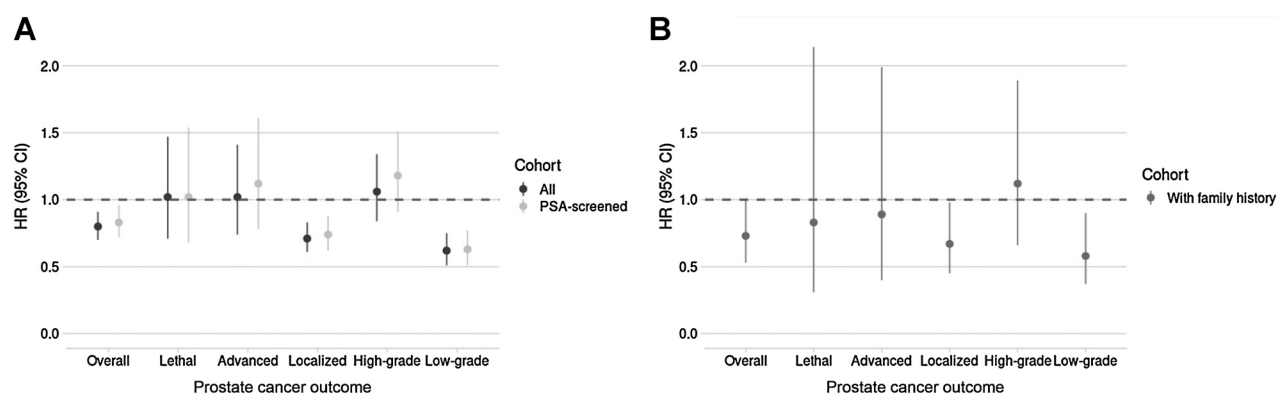 A
HR (95% CI)
2.0
1.5
1.0
0.5
0.0
Overall Lethal Advanced Localized High-grade Low-grade
Prostate cancer outcome
Cohort
All
PSA-screened
B
HR (95% CI)
2.0
1.5
1.0
0.5
0.0
Overall Lethal Advanced Localized High-grade Low-grade
Prostate cancer outcome
Cohort
With family history